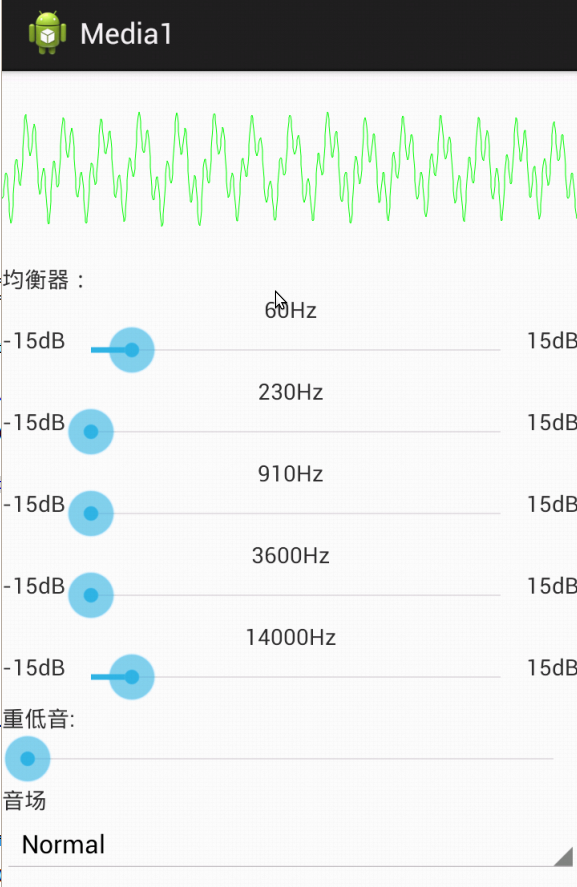 Media1
均衡器：
60Hz
-15dB 15dB
230Hz
-15dB 15dB
910Hz
-15dB 15dB
3600Hz
-15dB 15dB
14000Hz
-15dB 15dB
重低音:
音场
Normal